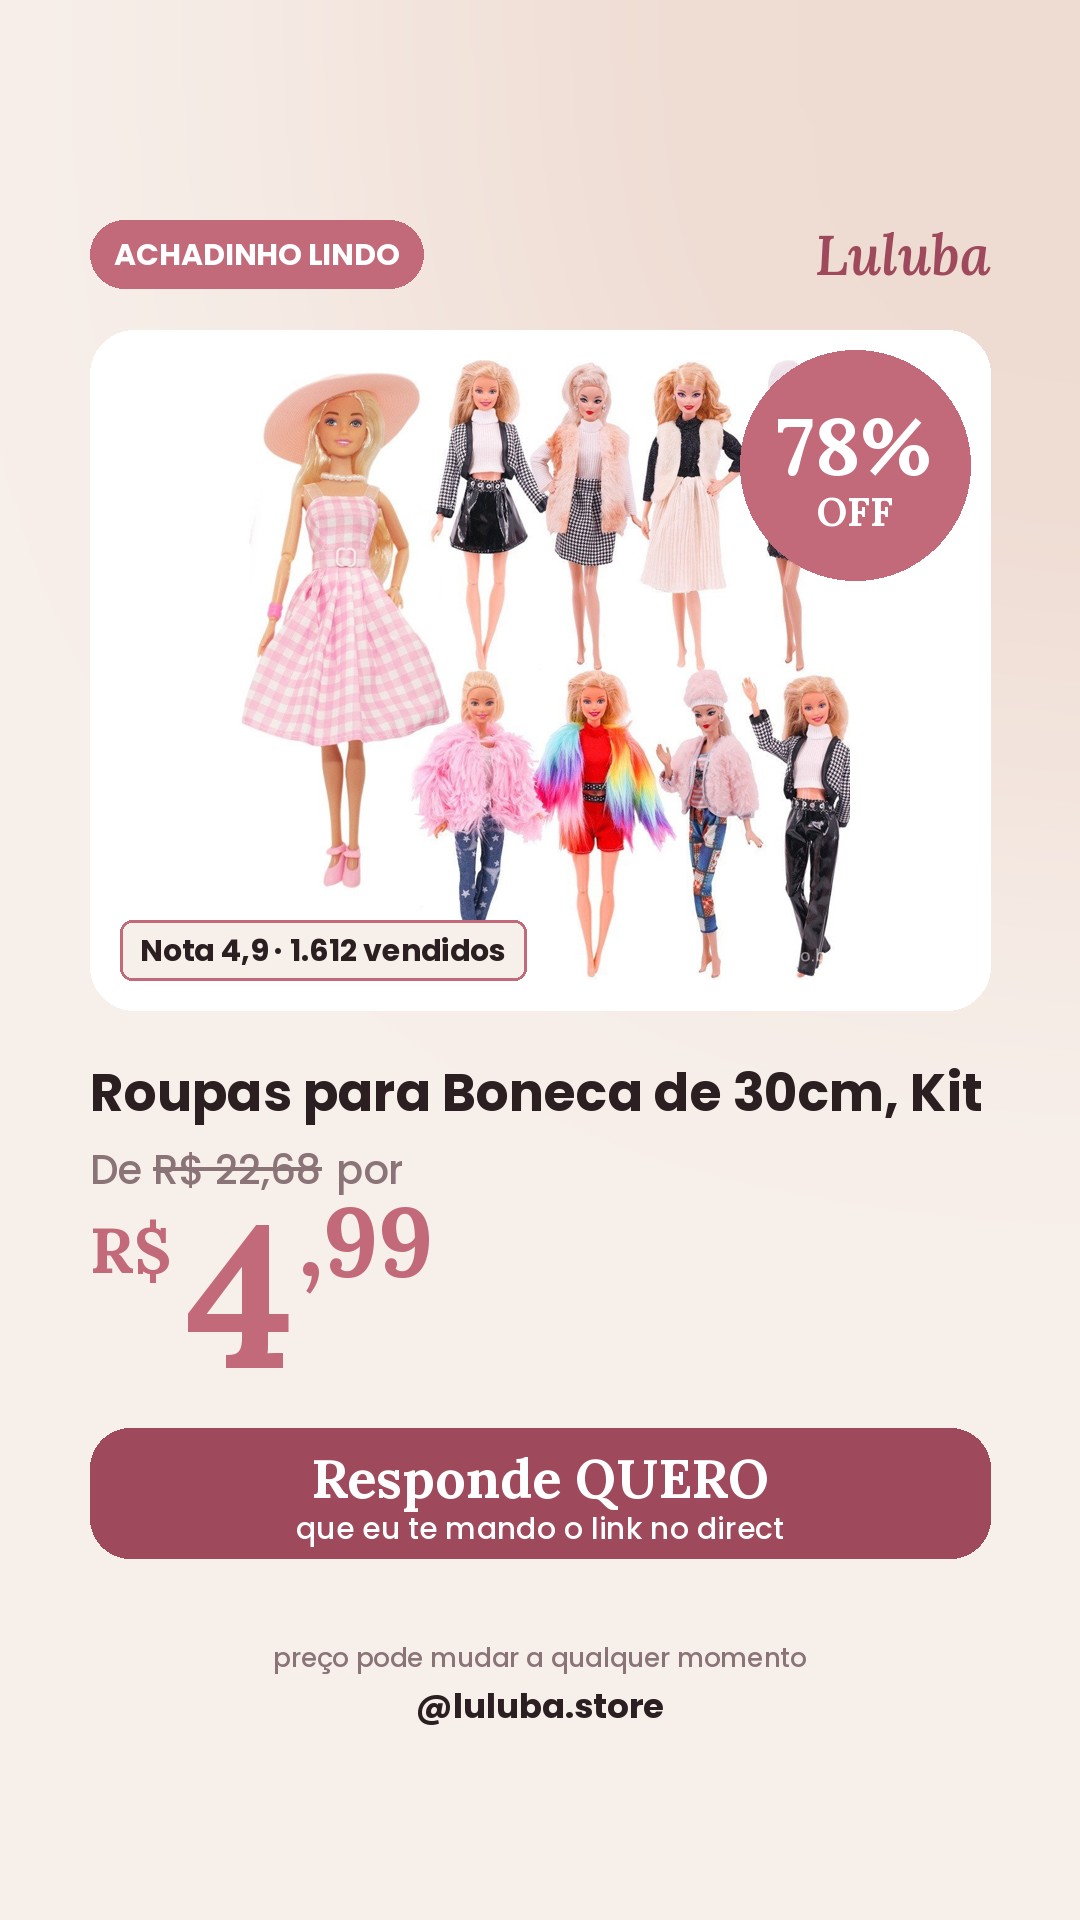 ACHADINHO LINDO
Luluba
78%
OFF
Nota 4,9 · 1.612 vendidos
Roupas para Boneca de 30cm, Kit
De R$ 22,68 por
R$ 4,99
Responde QUERO
que eu te mando o link no direct
preço pode mudar a qualquer momento
@luluba.store